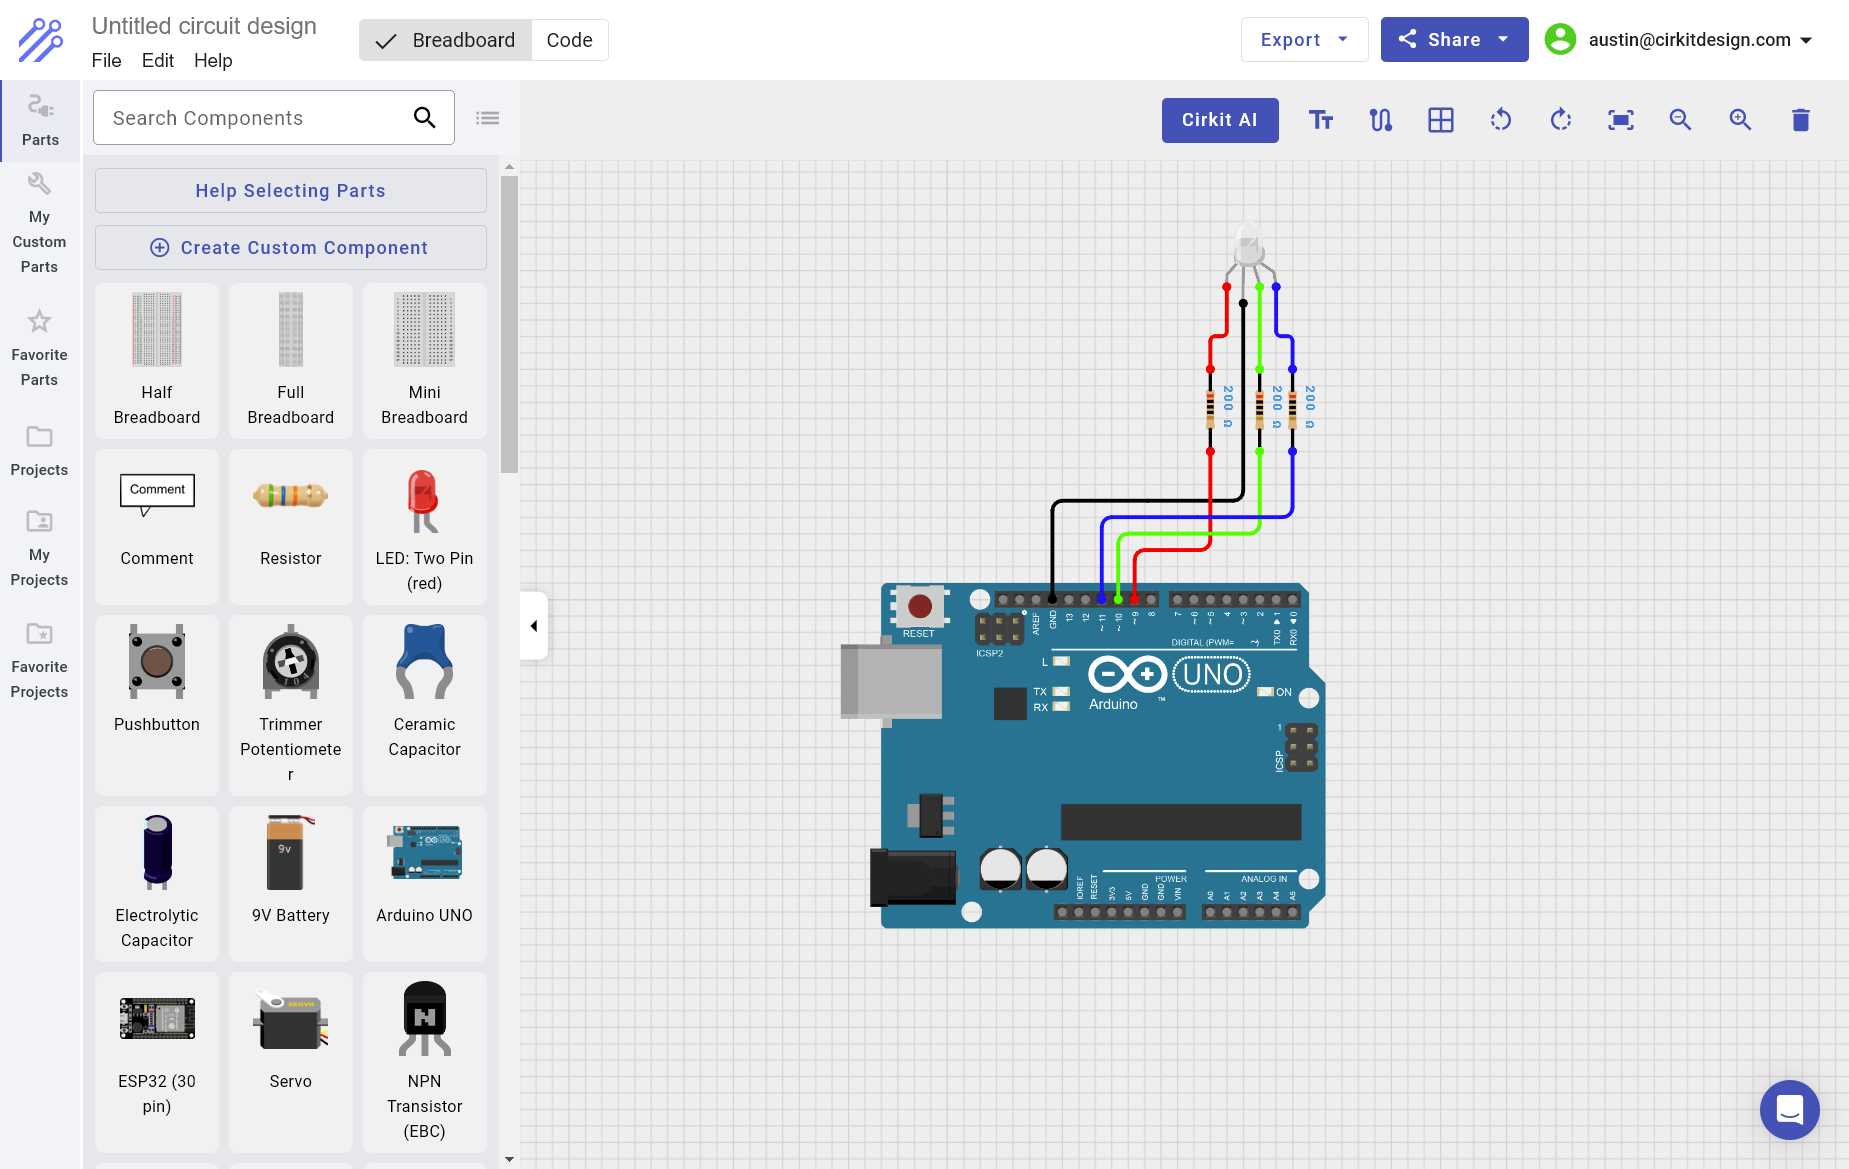 Untitled circuit design
File Edit Help
Breadboard
Code
Export
Share
austin@cirkitdesign.com
Parts
My
Custom
Parts
Favorite
Parts
Projects
My
Projects
Favorite
Projects
Search Components
Help Selecting Parts
Create Custom Component
Half
Breadboard
Full
Breadboard
Mini
Breadboard
Comment
Comment
Resistor
LED: Two Pin
(red)
Pushbutton
104
Trimmer
Potentiomete
r
Ceramic
Capacitor
Electrolytic
Capacitor
9v
9V Battery
Arduino UNO
ESP32 (30
pin)
SERVO
Servo
N
NPN
Transistor
(EBC)
Cirkit AI
200 Ω
200 Ω
200 Ω
RESET
ICSP2
AREF
GND
13
12
~11
~10
~9
8
7
~6
~5
4
~3
2
TX0 ▶ 1
RX0 ◀ 0
DIGITAL (PWM= ~)
L
TX
RX
Arduino
™
UNO
ON
1
ICSP
POWER
ANALOG IN
IOREF
RESET
3V3
5V
GND
GND
VIN
A0
A1
A2
A3
A4
A5